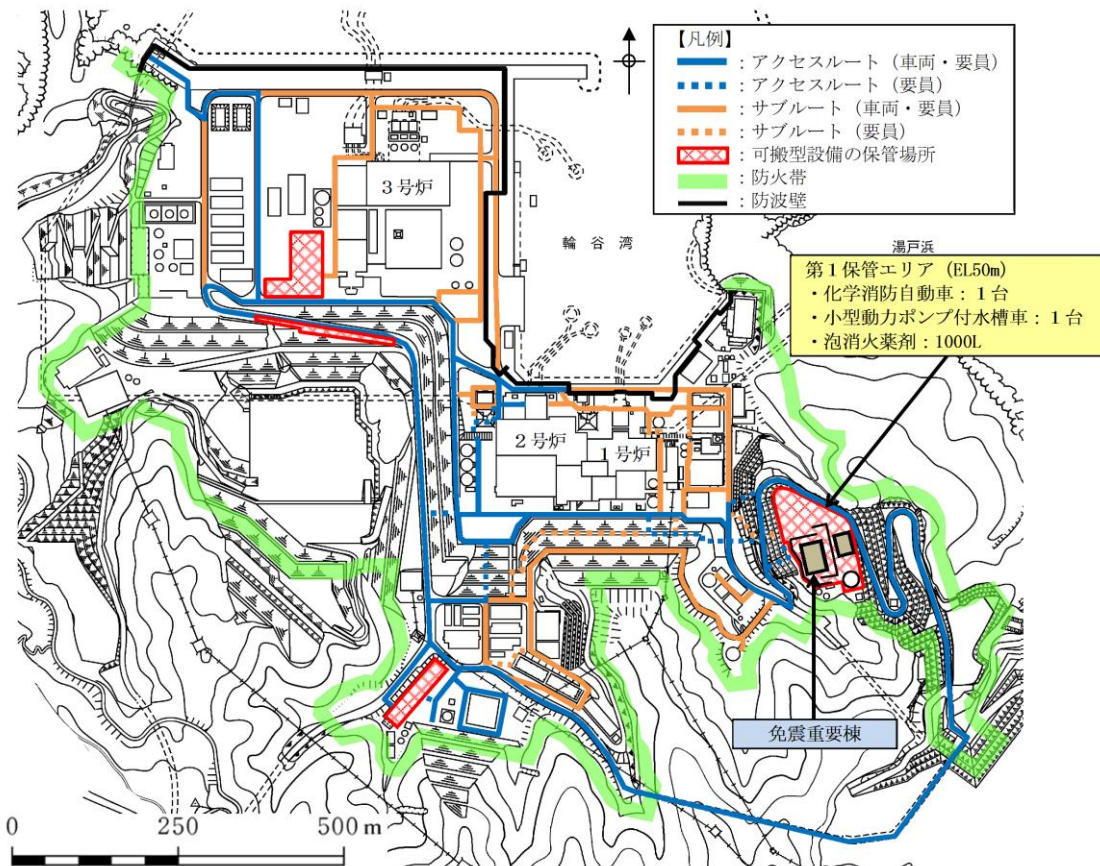 【凡例】
：アクセスルート（車両・要員）
：アクセスルート（要員）
：サブルート（車両・要員）
：サブルート（要員）
：可搬型設備の保管場所
：防火帯
：防波壁
3号炉
輪谷湾
湯戸浜
第1保管エリア（EL50m）
・化学消防自動車：1台
・小型動力ポンプ付水槽車：1台
・泡消火薬剤：1000L
2号炉
1号炉
免震重要棟
0 250 500 m